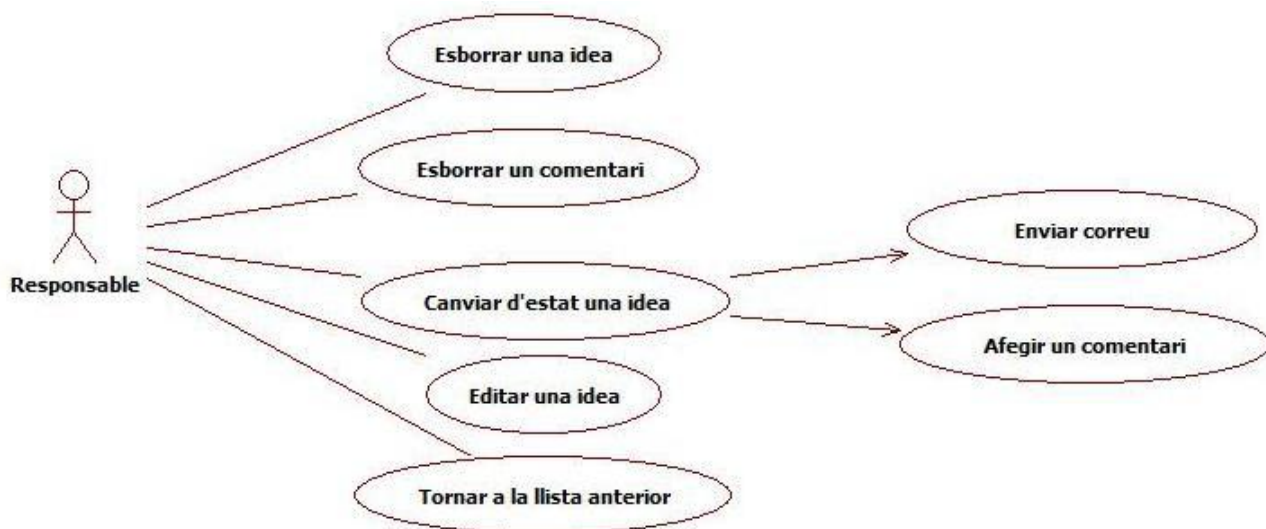 Esborrar una idea
Esborrar un comentari
Responsable
Canviar d'estat una idea
Enviar correu
Afegir un comentari
Editar una idea
Tornar a la llista anterior